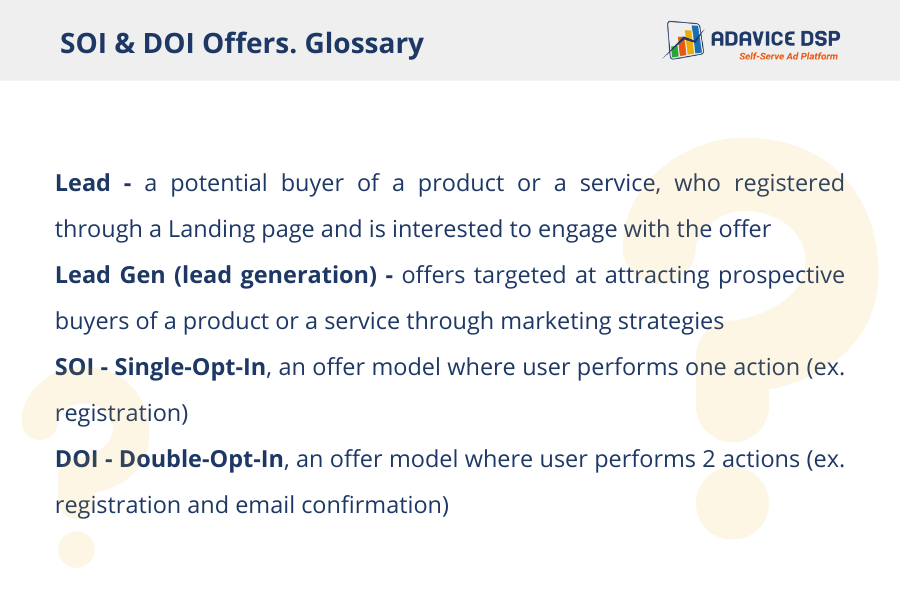 SOI & DOI Offers. Glossary
ADAVICE DSP
Self-Serve Ad Platform
Lead - a potential buyer of a product or a service, who registered
through a Landing page and is interested to engage with the offer
Lead Gen (lead generation) - offers targeted at attracting prospective
buyers of a product or a service through marketing strategies
SOI - Single-Opt-In, an offer model where user performs one action (ex.
registration)
DOI - Double-Opt-In, an offer model where user performs 2 actions (ex.
registration and email confirmation)